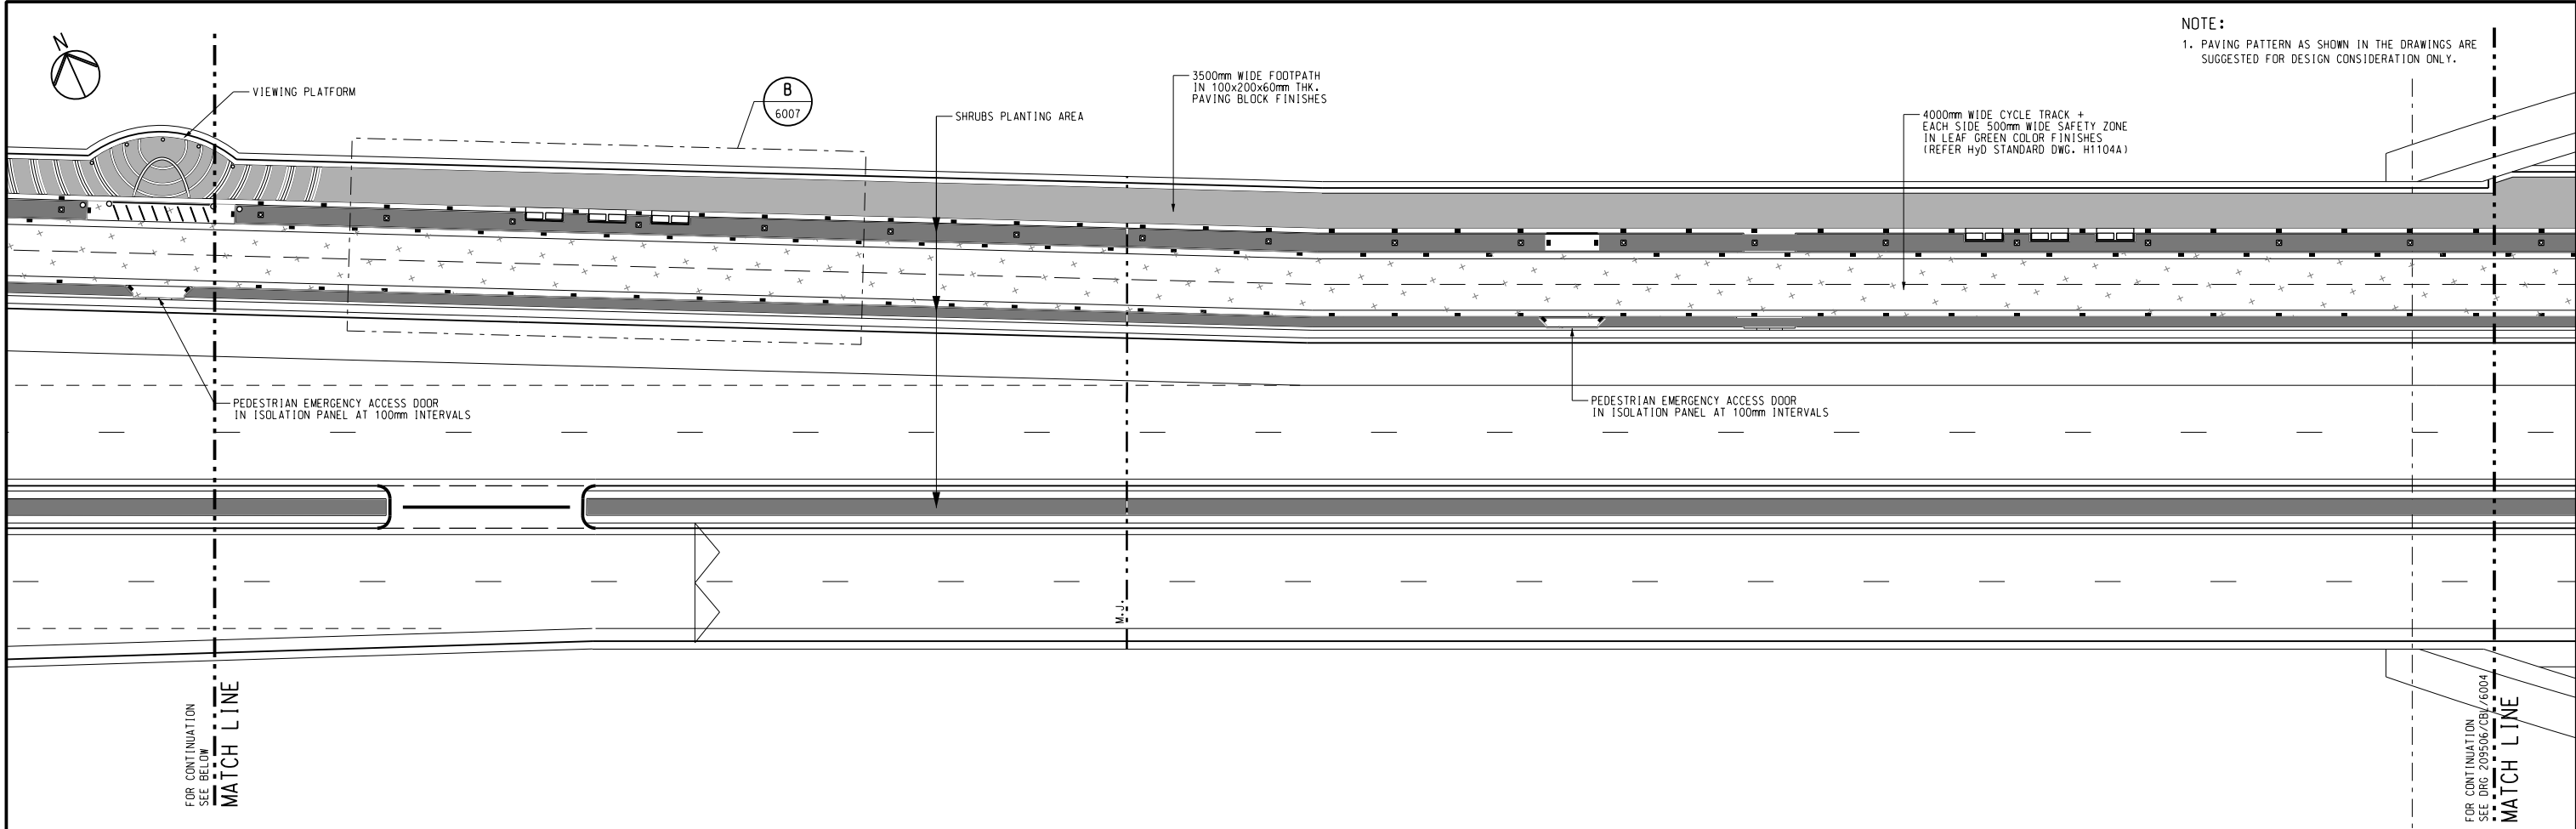 NOTE:
1. PAVING PATTERN AS SHOWN IN THE DRAWINGS ARE
SUGGESTED FOR DESIGN CONSIDERATION ONLY.
N
VIEWING PLATFORM
B
6007
SHRUBS PLANTING AREA
3500mm WIDE FOOTPATH
IN 100x200x60mm THK.
PAVING BLOCK FINISHES
4000mm WIDE CYCLE TRACK +
EACH SIDE 500mm WIDE SAFETY ZONE
IN LEAF GREEN COLOR FINISHES
(REFER HyD STANDARD DWG. H1104A)
PEDESTRIAN EMERGENCY ACCESS DOOR
IN ISOLATION PANEL AT 100mm INTERVALS
PEDESTRIAN EMERGENCY ACCESS DOOR
IN ISOLATION PANEL AT 100mm INTERVALS
M.J.
FOR CONTINUATION
SEE BELOW
MATCH LINE
FOR CONTINUATION
SEE DRG 209506/CBL/6004
MATCH LINE